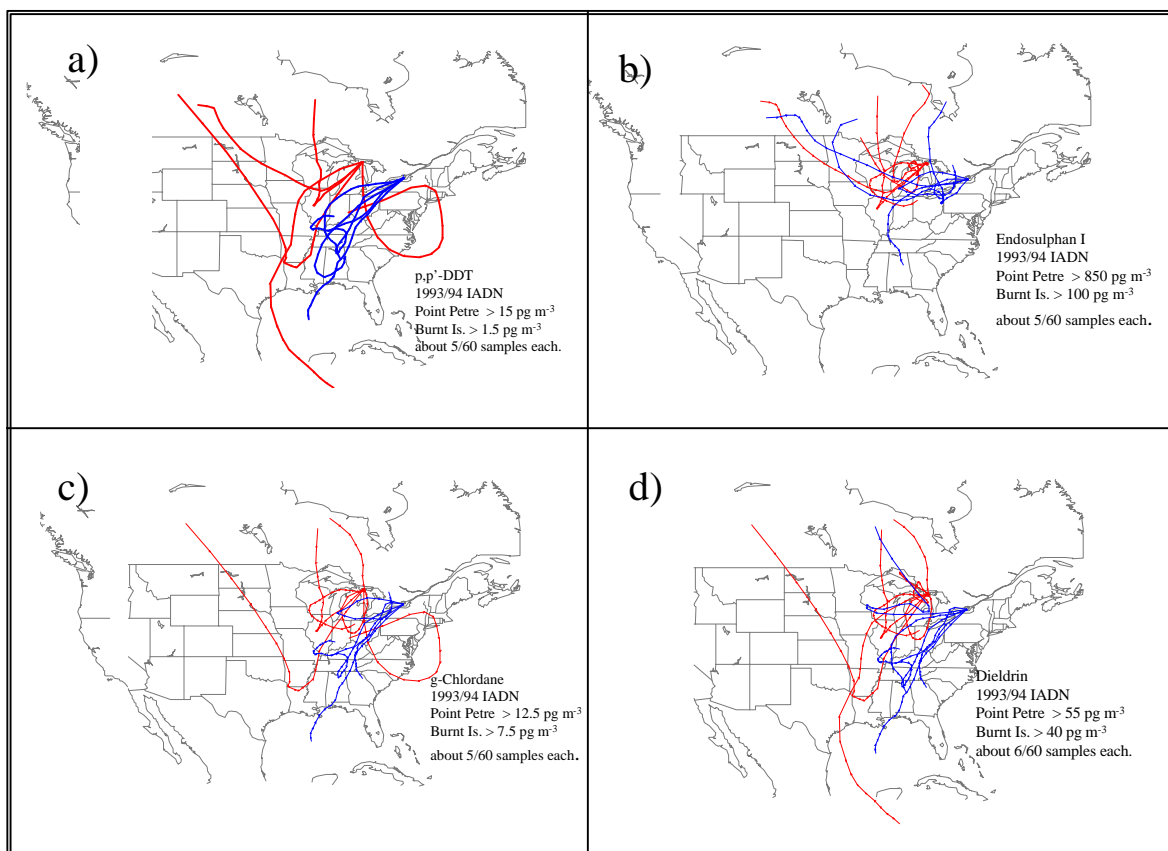 a)
p,p’-DDT
1993/94 IADN
Point Petre > 15 pg m-3
Burnt Is. > 1.5 pg m-3
about 5/60 samples each.
b)
Endosulphan I
1993/94 IADN
Point Petre > 850 pg m-3
Burnt Is. > 100 pg m-3
about 5/60 samples each.
c)
g-Chlordane
1993/94 IADN
Point Petre > 12.5 pg m-3
Burnt Is. > 7.5 pg m-3
about 5/60 samples each.
d)
Dieldrin
1993/94 IADN
Point Petre > 55 pg m-3
Burnt Is. > 40 pg m-3
about 6/60 samples each.